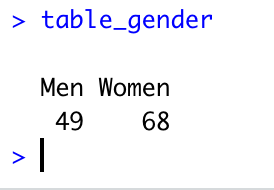 > table_gender
Men Women
49 68
>